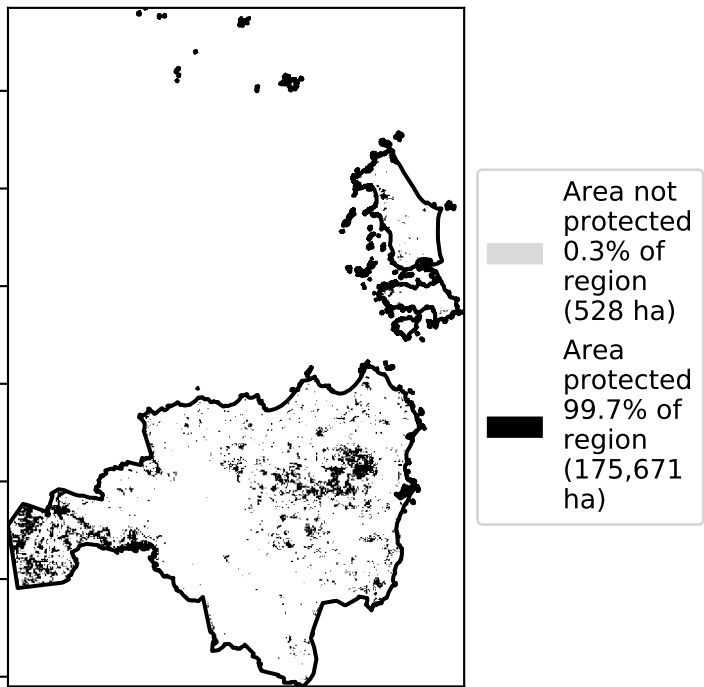 Area not
protected
0.3% of
region
(528 ha)
Area
protected
99.7% of
region
(175,671
ha)